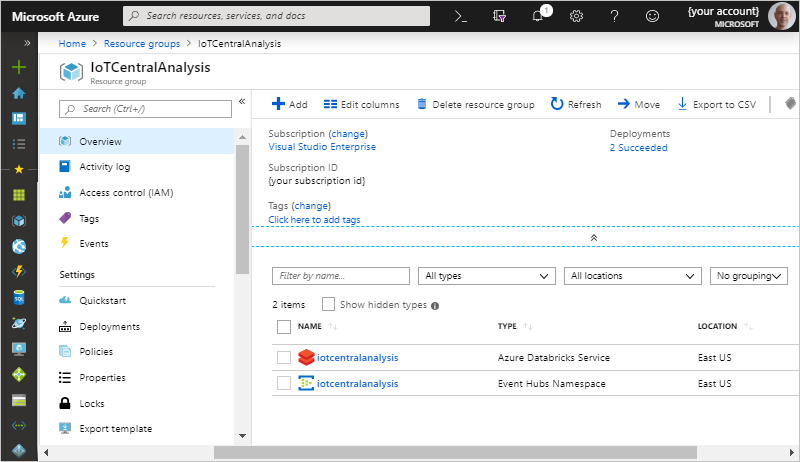 Microsoft Azure
Search resources, services, and docs
1
{your account}
MICROSOFT
Home > Resource groups > IoTCentralAnalysis
IoTCentralAnalysis
Resource group
Search (Ctrl+/)
Overview
Activity log
Access control (IAM)
Tags
Events
Settings
Quickstart
Deployments
Policies
Properties
Locks
Export template
Add Edit columns Delete resource group Refresh Move Export to CSV
Subscription (change)
Visual Studio Enterprise
Deployments
2 Succeeded
Subscription ID
{your subscription id}
Tags (change)
Click here to add tags
Filter by name... All types All locations No grouping
2 items Show hidden types
NAME TYPE LOCATION
iotcentralanalysis Azure Databricks Service East US
iotcentralanalysis Event Hubs Namespace East US